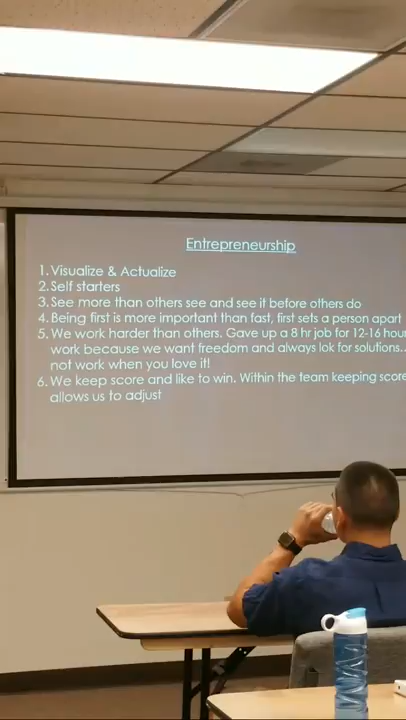 Entrepreneurship
1. Visualize & Actualize
2. Self starters
3. See more than others see and see it before others do
4. Being first is more important than fast, first sets a person apart
5. We work harder than others. Gave up a 8 hr job for 12-16 hour
work because we want freedom and always lok for solutions..
not work when you love it!
6. We keep score and like to win. Within the team keeping score
allows us to adjust